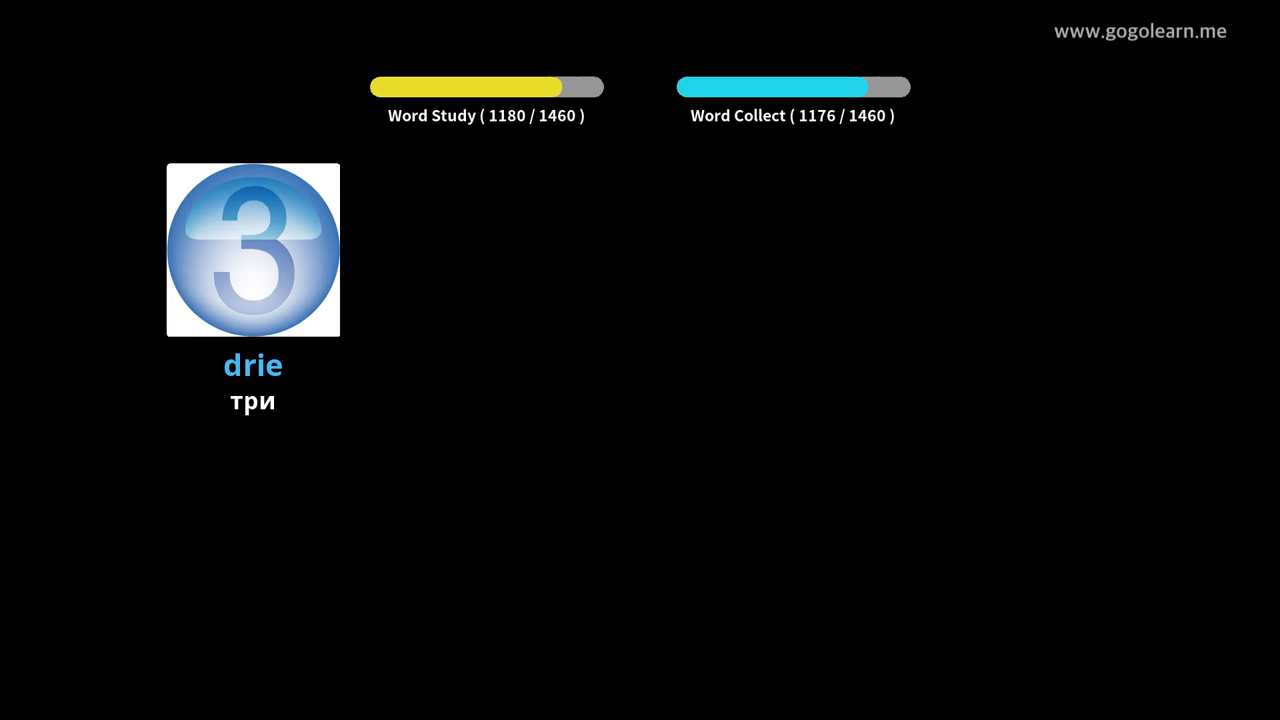 www.gogolearn.me
Word Study ( 1180 / 1460 )
Word Collect ( 1176 / 1460 )
3
drie
три